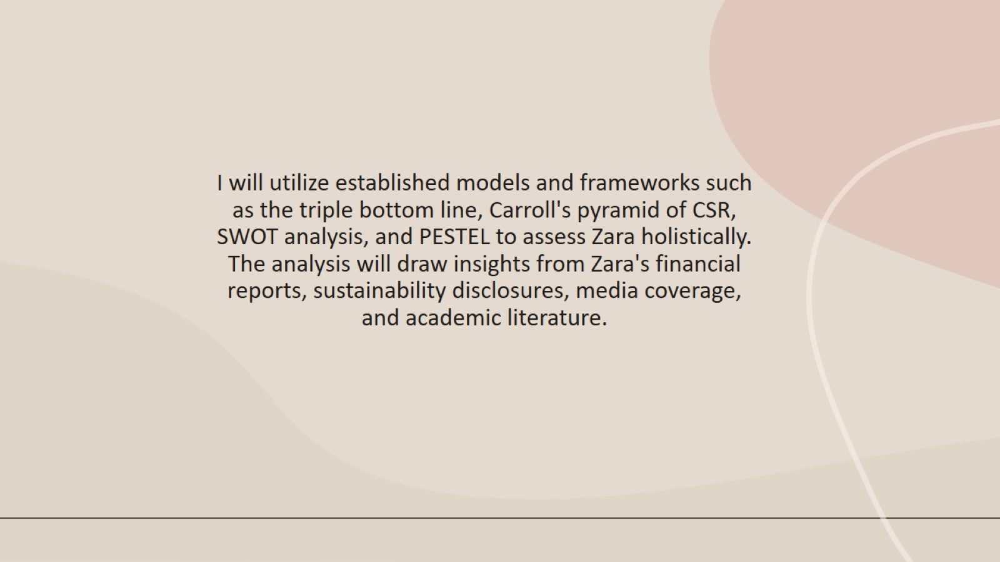 I will utilize established models and frameworks such
as the triple bottom line, Carroll's pyramid of CSR,
SWOT analysis, and PESTEL to assess Zara holistically.
The analysis will draw insights from Zara's financial
reports, sustainability disclosures, media coverage,
and academic literature.